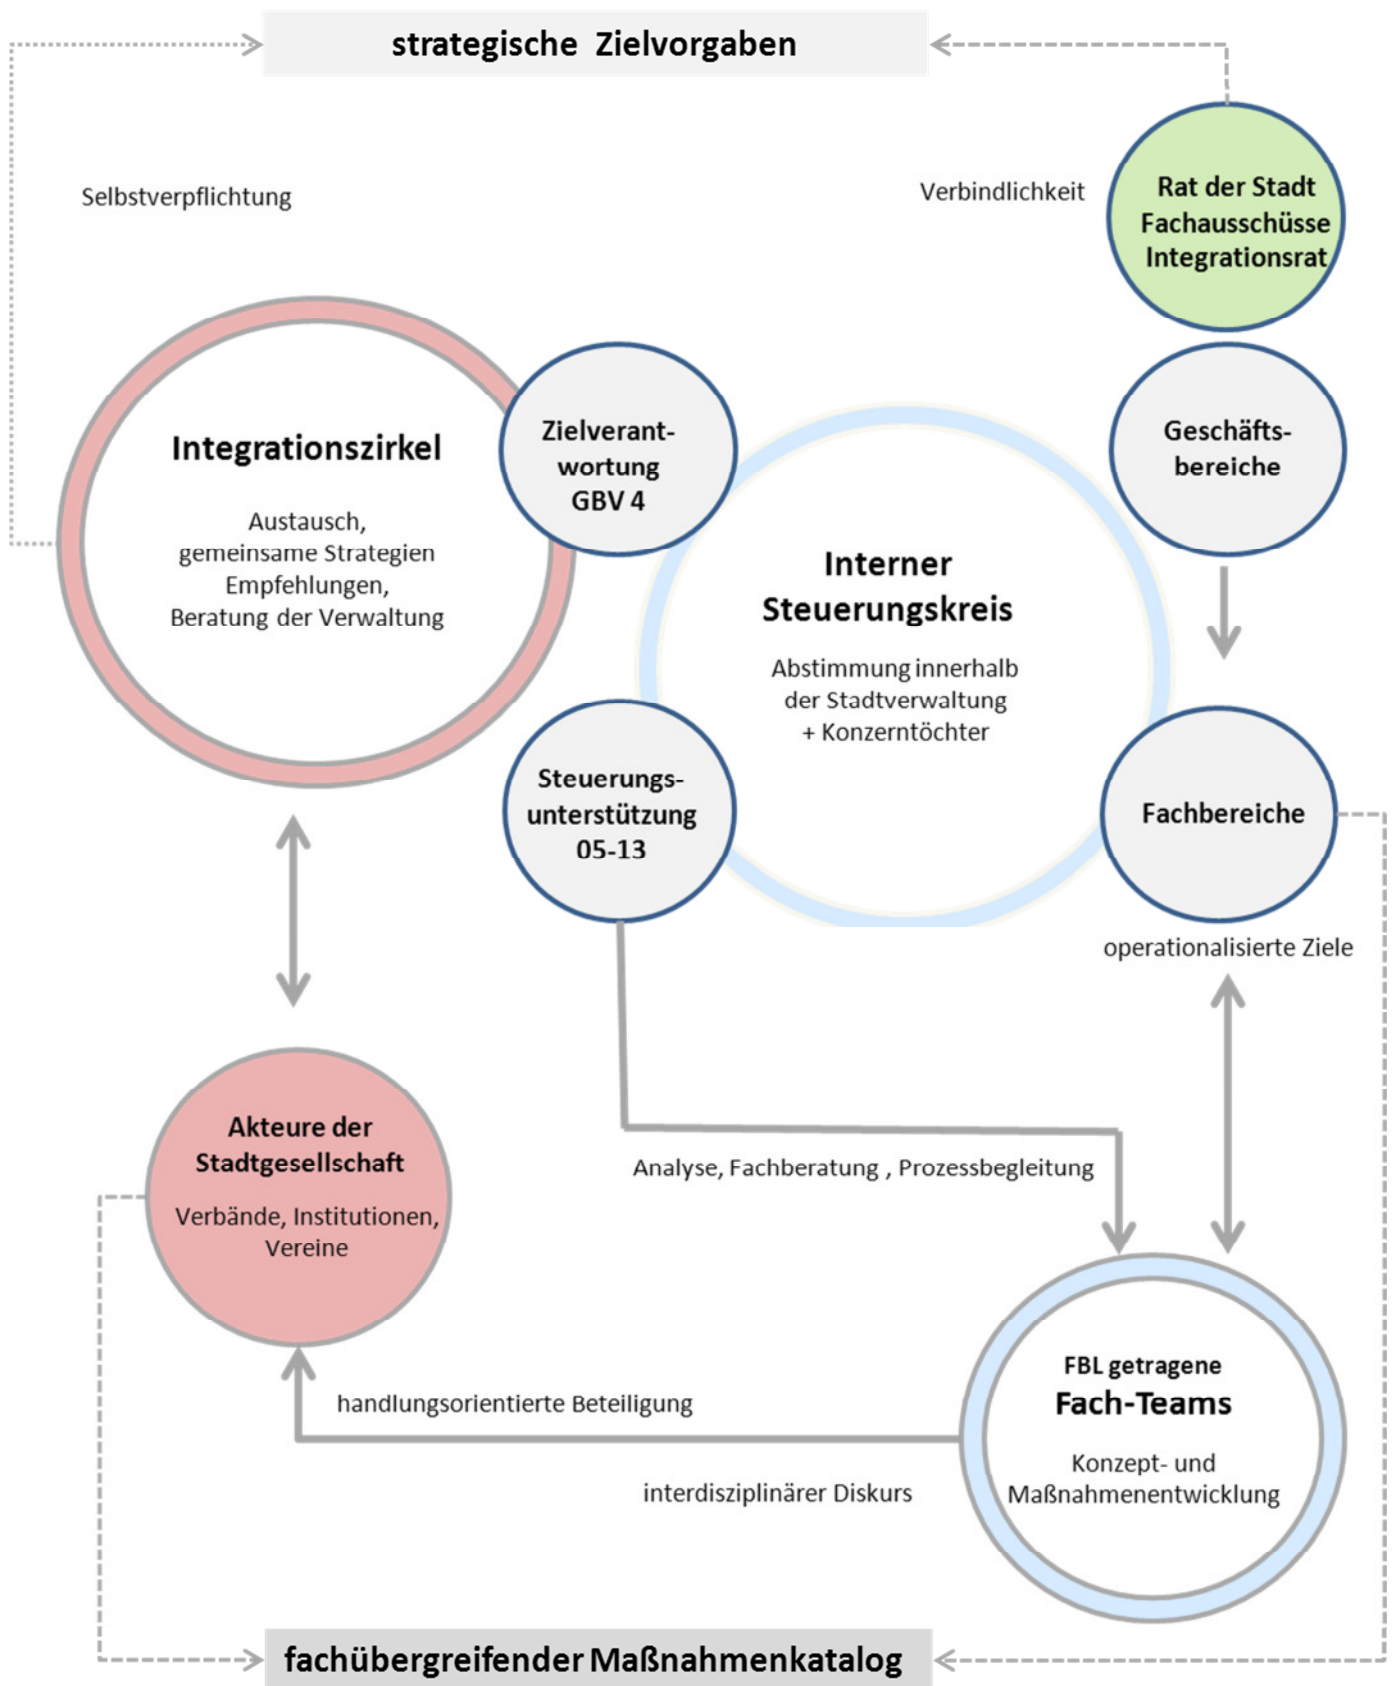 strategische Zielvorgaben
Selbstverpflichtung
Verbindlichkeit
Rat der Stadt
Fachausschüsse
Integrationsrat
Integrationszirkel
Austausch,
gemeinsame Strategien
Empfehlungen,
Beratung der Verwaltung
Zielverant-
wortung
GBV 4
Geschäfts-
bereiche
Interner
Steuerungskreis
Abstimmung innerhalb
der Stadtverwaltung
+ Konzerntöchter
Steuerungs-
unterstützung
05-13
Fachbereiche
operationalisierte Ziele
Akteure der
Stadtgesellschaft
Verbände, Institutionen,
Vereine
Analyse, Fachberatung , Prozessbegleitung
FBL getragene
Fach-Teams
Konzept- und
Maßnahmenentwicklung
handlungsorientierte Beteiligung
interdisziplinärer Diskurs
fachübergreifender Maßnahmenkatalog